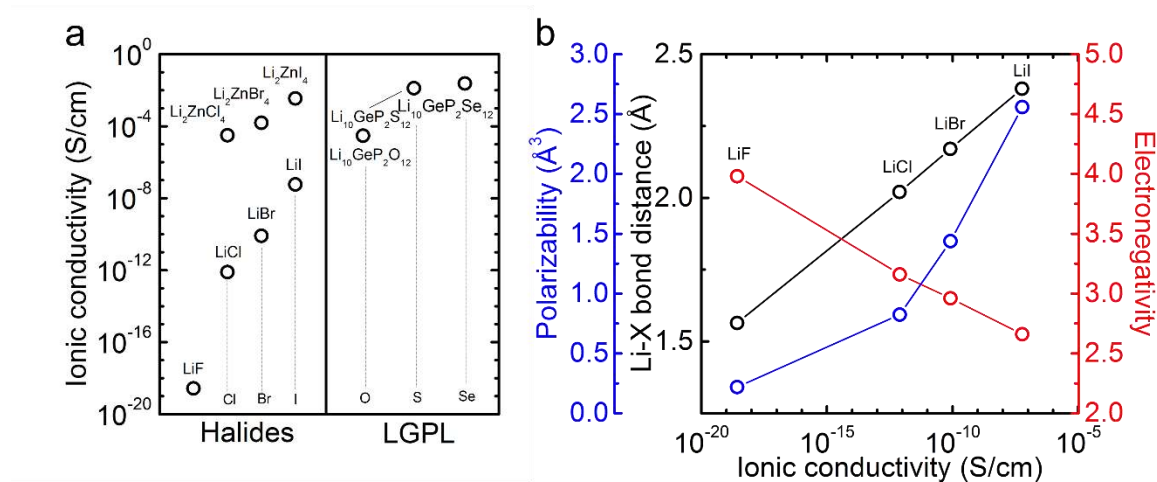 a
Ionic conductivity (S/cm)
10⁰
10⁻⁴
10⁻⁸
10⁻¹²
10⁻¹⁶
10⁻²⁰
Li₂ZnI₄
Li₂ZnBr₄
Li₂ZnCl₄
LiI
LiBr
LiCl
LiF
Cl
Br
I
Li₁₀GeP₂S₁₂
Li₁₀GeP₂Se₁₂
Li₁₀GeP₂O₁₂
O
S
Se
Halides
LGPL
b
Polarizability (Å³)
3.0
2.5
2.0
1.5
1.0
0.5
0.0
Li-X bond distance (Å)
2.5
2.0
1.5
LiF
LiCl
LiBr
LiI
5.0
4.5
4.0
3.5
3.0
2.5
2.0
Electronegativity
10⁻²⁰
10⁻¹⁵
10⁻¹⁰
10⁻⁵
Ionic conductivity (S/cm)